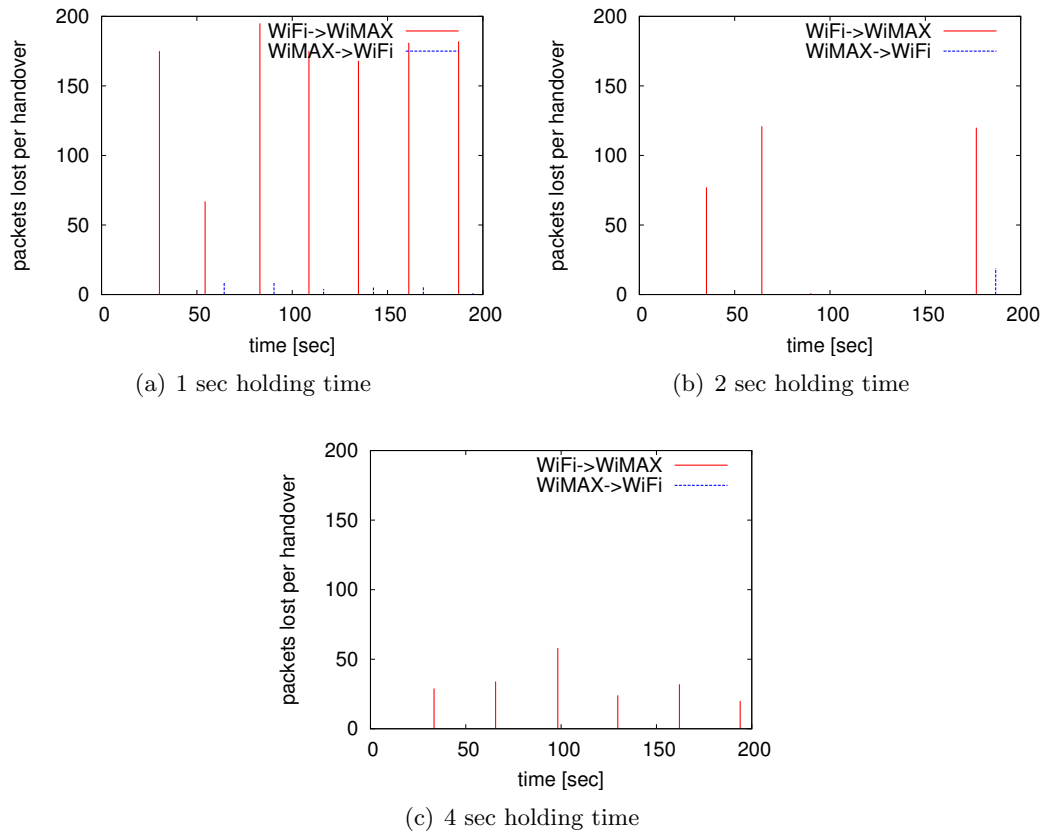 200
150
100
50
0
packets lost per handover
WiFi->WiMAX
WiMAX->WiFi
0 50 100 150 200
time [sec]
(a) 1 sec holding time
200
150
100
50
0
packets lost per handover
WiFi->WiMAX
WiMAX->WiFi
0 50 100 150 200
time [sec]
(b) 2 sec holding time
200
150
100
50
0
packets lost per handover
WiFi->WiMAX
WiMAX->WiFi
0 50 100 150 200
time [sec]
(c) 4 sec holding time